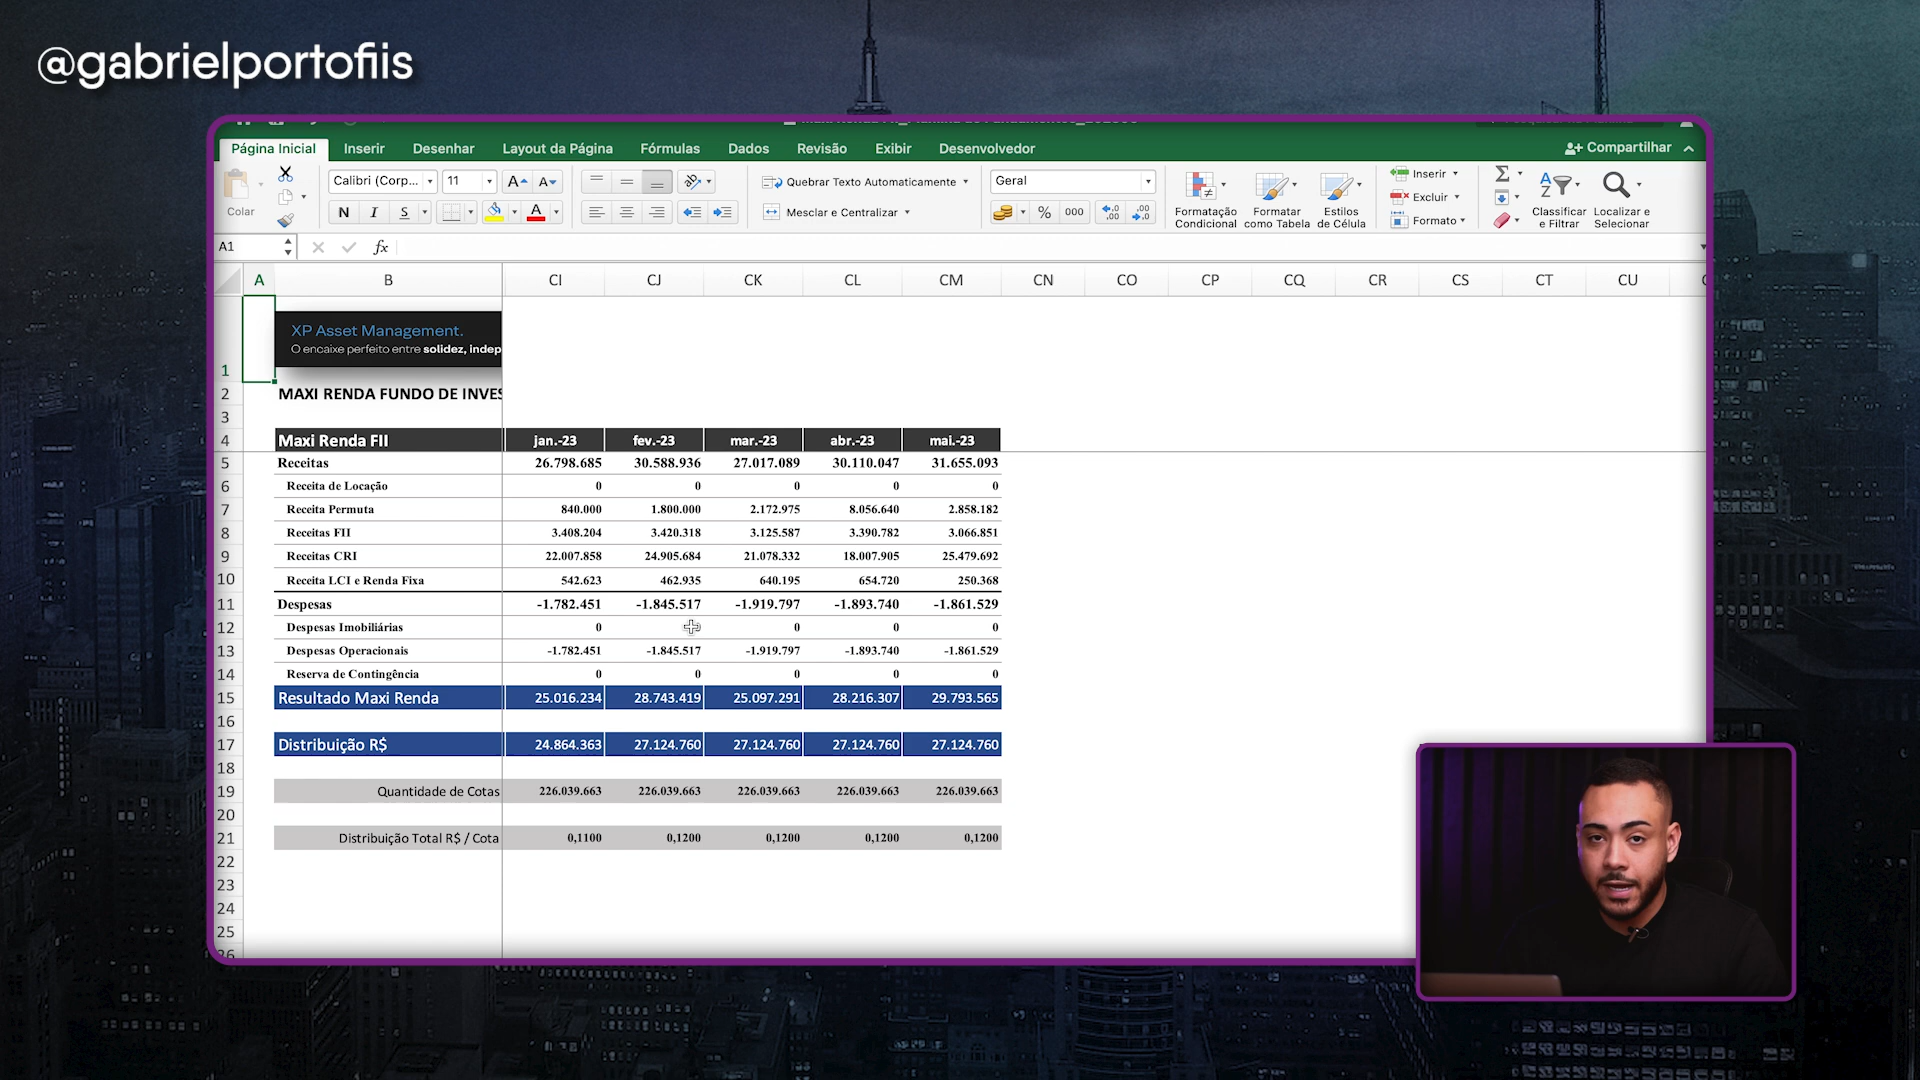 @gabrielportofiis
Página Inicial Inserir Desenhar Layout da Página Fórmulas Dados Revisão Exibir Desenvolvedor Compartilhar
Colar
Calibri (Corp... 11 A A
N I S A
Quebrar Texto Automaticamente
Mesclar e Centralizar
Geral
% 000 ,00 ,00
Formatação Condicional
Formatar como Tabela
Estilos de Célula
Inserir
Excluir
Formato
Classificar e Filtrar
Localizar e Selecionar
A1 fx
A B CI CJ CK CL CM CN CO CP CQ CR CS CT CU
XP Asset Management.
O encaixe perfeito entre solidez, indep
1
2 MAXI RENDA FUNDO DE INVES
3
4 Maxi Renda FII jan.-23 fev.-23 mar.-23 abr.-23 mai.-23
5 Receitas 26.798.685 30.588.936 27.017.089 30.110.047 31.655.093
6 Receita de Locação 0 0 0 0 0
7 Receita Permuta 840.000 1.800.000 2.172.975 8.056.640 2.858.182
8 Receitas FII 3.408.204 3.420.318 3.125.587 3.390.782 3.066.851
9 Receitas CRI 22.007.858 24.905.684 21.078.332 18.007.905 25.479.692
10 Receita LCI e Renda Fixa 542.623 462.935 640.195 654.720 250.368
11 Despesas -1.782.451 -1.845.517 -1.919.797 -1.893.740 -1.861.529
12 Despesas Imobiliárias 0 0 0 0
13 Despesas Operacionais -1.782.451 -1.845.517 -1.919.797 -1.893.740 -1.861.529
14 Reserva de Contingência 0 0 0 0 0
15 Resultado Maxi Renda 25.016.234 28.743.419 25.097.291 28.216.307 29.793.565
16
17 Distribuição R$ 24.864.363 27.124.760 27.124.760 27.124.760 27.124.760
18
19 Quantidade de Cotas 226.039.663 226.039.663 226.039.663 226.039.663 226.039.663
20
21 Distribuição Total R$ / Cota 0,1100 0,1200 0,1200 0,1200 0,1200
22
23
24
25
26